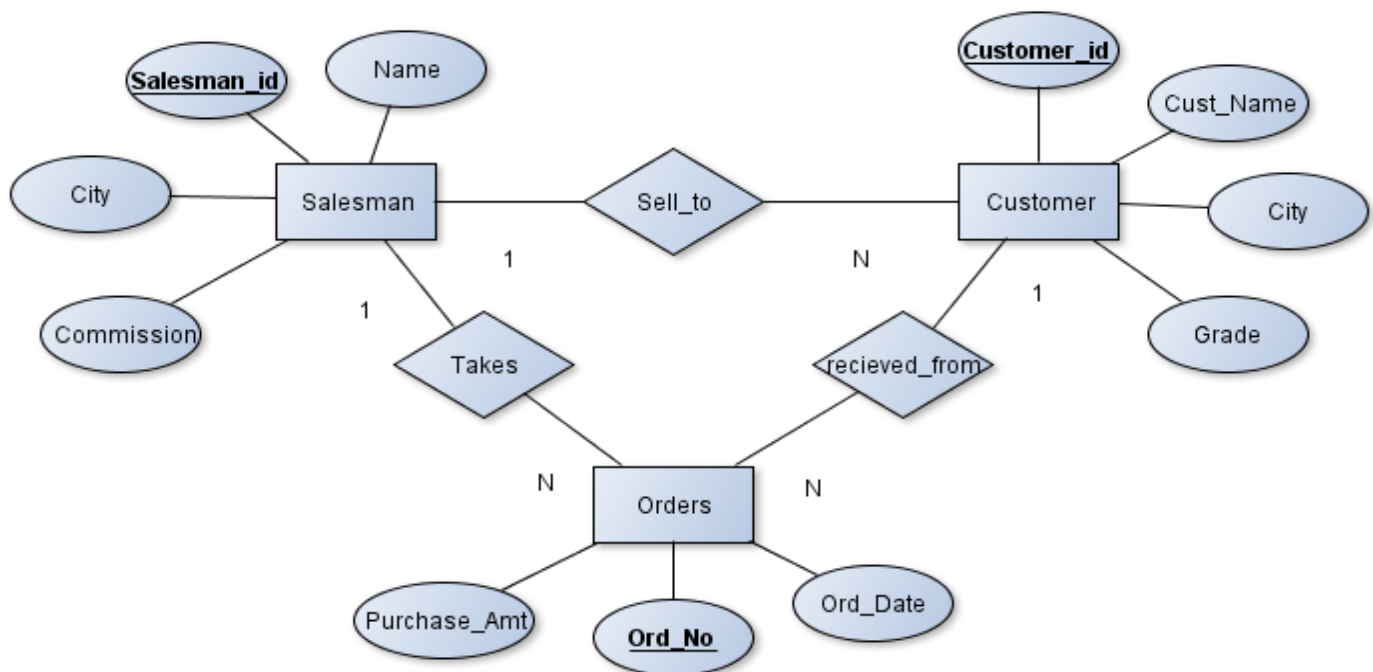 Customer_id
Name
Salesman_id
Cust_Name
City
Salesman
Sell_to
Customer
City
1
N
1
1
Commission
Takes
recieved_from
Grade
N
N
Orders
Purchase_Amt
Ord_No
Ord_Date